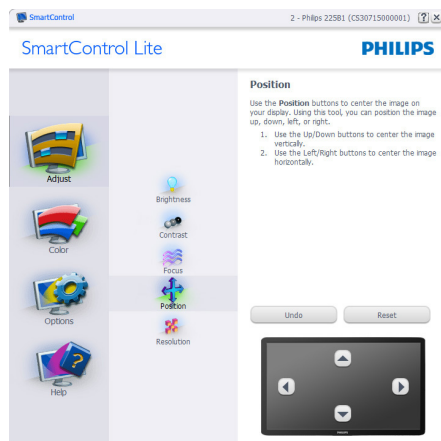 SmartControl
2 - Philips 225B1 (CS30715000001)
SmartControl Lite
PHILIPS
Adjust
Color
Options
Help
Brightness
Contrast
Focus
Position
Resolution
Position
Use the Position buttons to center the image on
your display. Using this tool, you can position the image
up, down, left, or right.
1. Use the Up/Down buttons to center the image
vertically.
2. Use the Left/Right buttons to center the image
horizontally.
Undo
Reset
PHILIPS